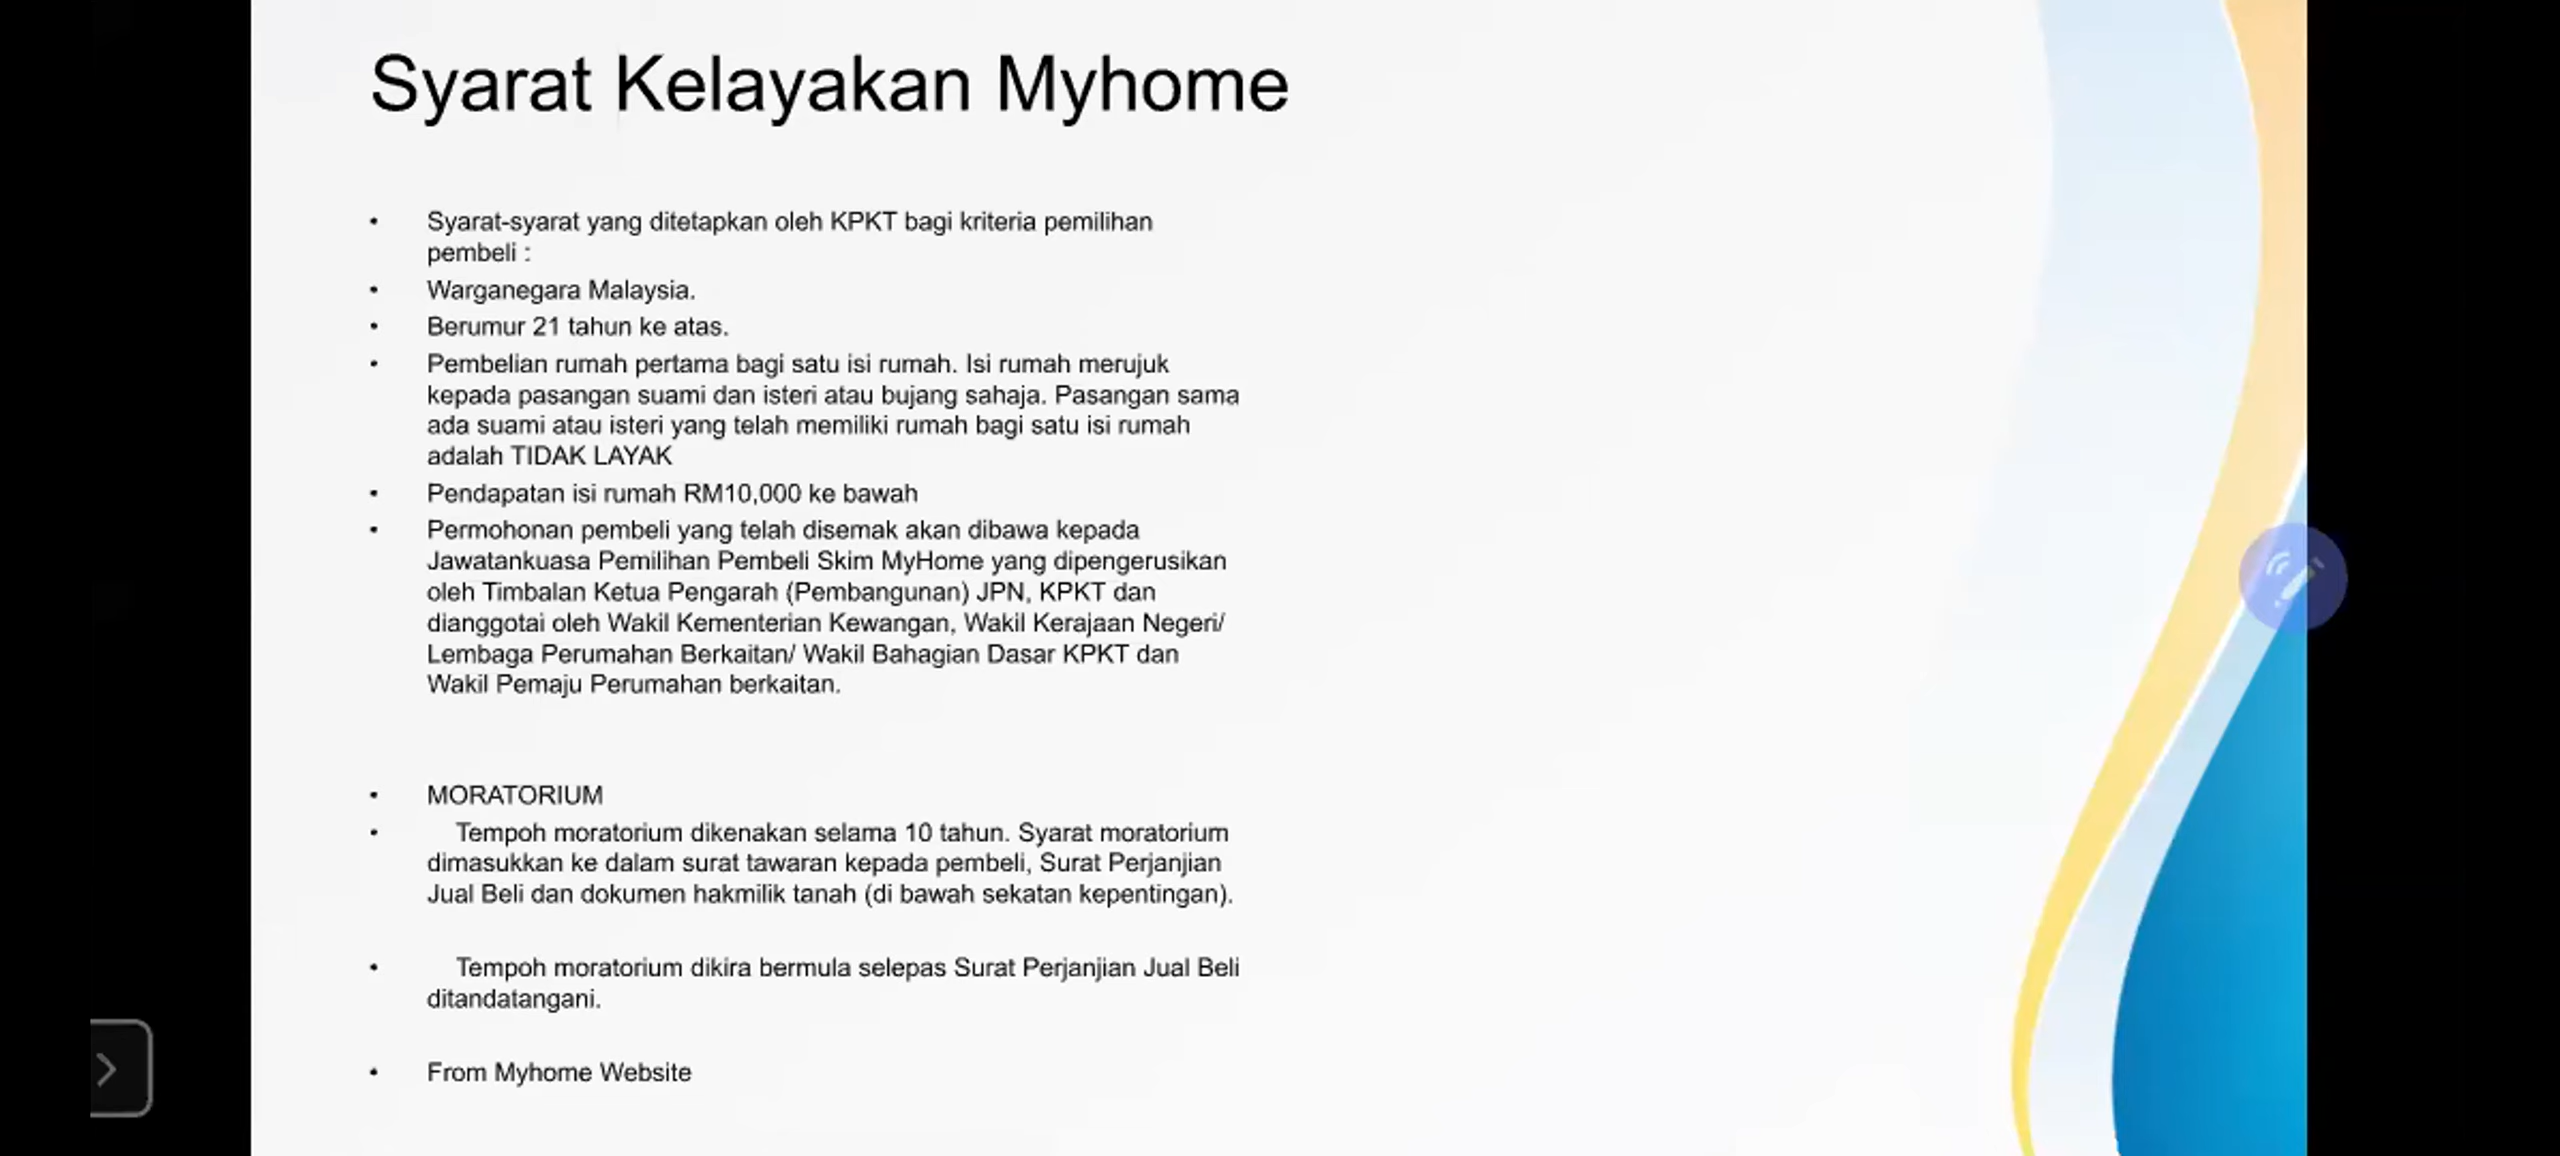 Syarat Kelayakan Myhome
• Syarat-syarat yang ditetapkan oleh KPKT bagi kriteria pemilihan
pembeli :
• Warganegara Malaysia.
• Berumur 21 tahun ke atas.
• Pembelian rumah pertama bagi satu isi rumah. Isi rumah merujuk
kepada pasangan suami dan isteri atau bujang sahaja. Pasangan sama
ada suami atau isteri yang telah memiliki rumah bagi satu isi rumah
adalah TIDAK LAYAK
• Pendapatan isi rumah RM10,000 ke bawah
• Permohonan pembeli yang telah disemak akan dibawa kepada
Jawatankuasa Pemilihan Pembeli Skim MyHome yang dipengerusikan
oleh Timbalan Ketua Pengarah (Pembangunan) JPN, KPKT dan
dianggotai oleh Wakil Kementerian Kewangan, Wakil Kerajaan Negeri/
Lembaga Perumahan Berkaitan/ Wakil Bahagian Dasar KPKT dan
Wakil Pemaju Perumahan berkaitan.
• MORATORIUM
• Tempoh moratorium dikenakan selama 10 tahun. Syarat moratorium
dimasukkan ke dalam surat tawaran kepada pembeli, Surat Perjanjian
Jual Beli dan dokumen hakmilik tanah (di bawah sekatan kepentingan).
• Tempoh moratorium dikira bermula selepas Surat Perjanjian Jual Beli
ditandatangani.
• From Myhome Website